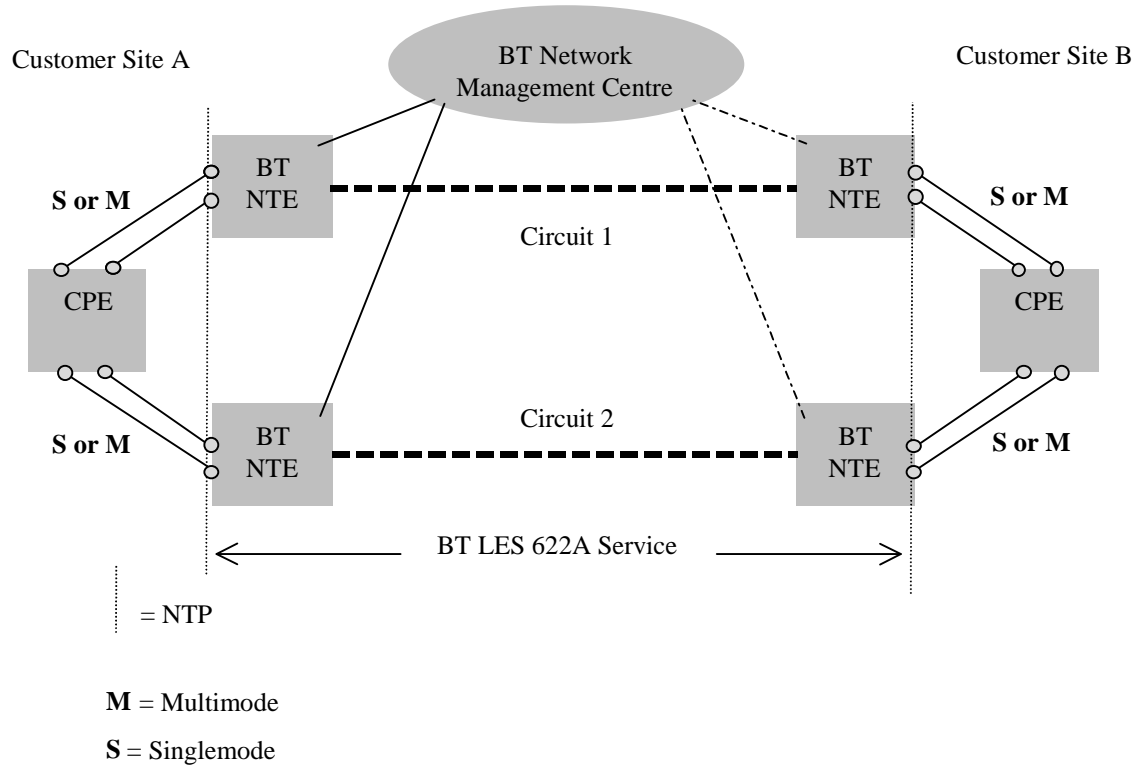 Customer Site A
BT Network
Management Centre
Customer Site B
BT
NTE
BT
NTE
S or M
S or M
Circuit 1
CPE
CPE
S or M
BT
NTE
Circuit 2
BT
NTE
S or M
BT LES 622A Service
= NTP
M = Multimode
S = Singlemode